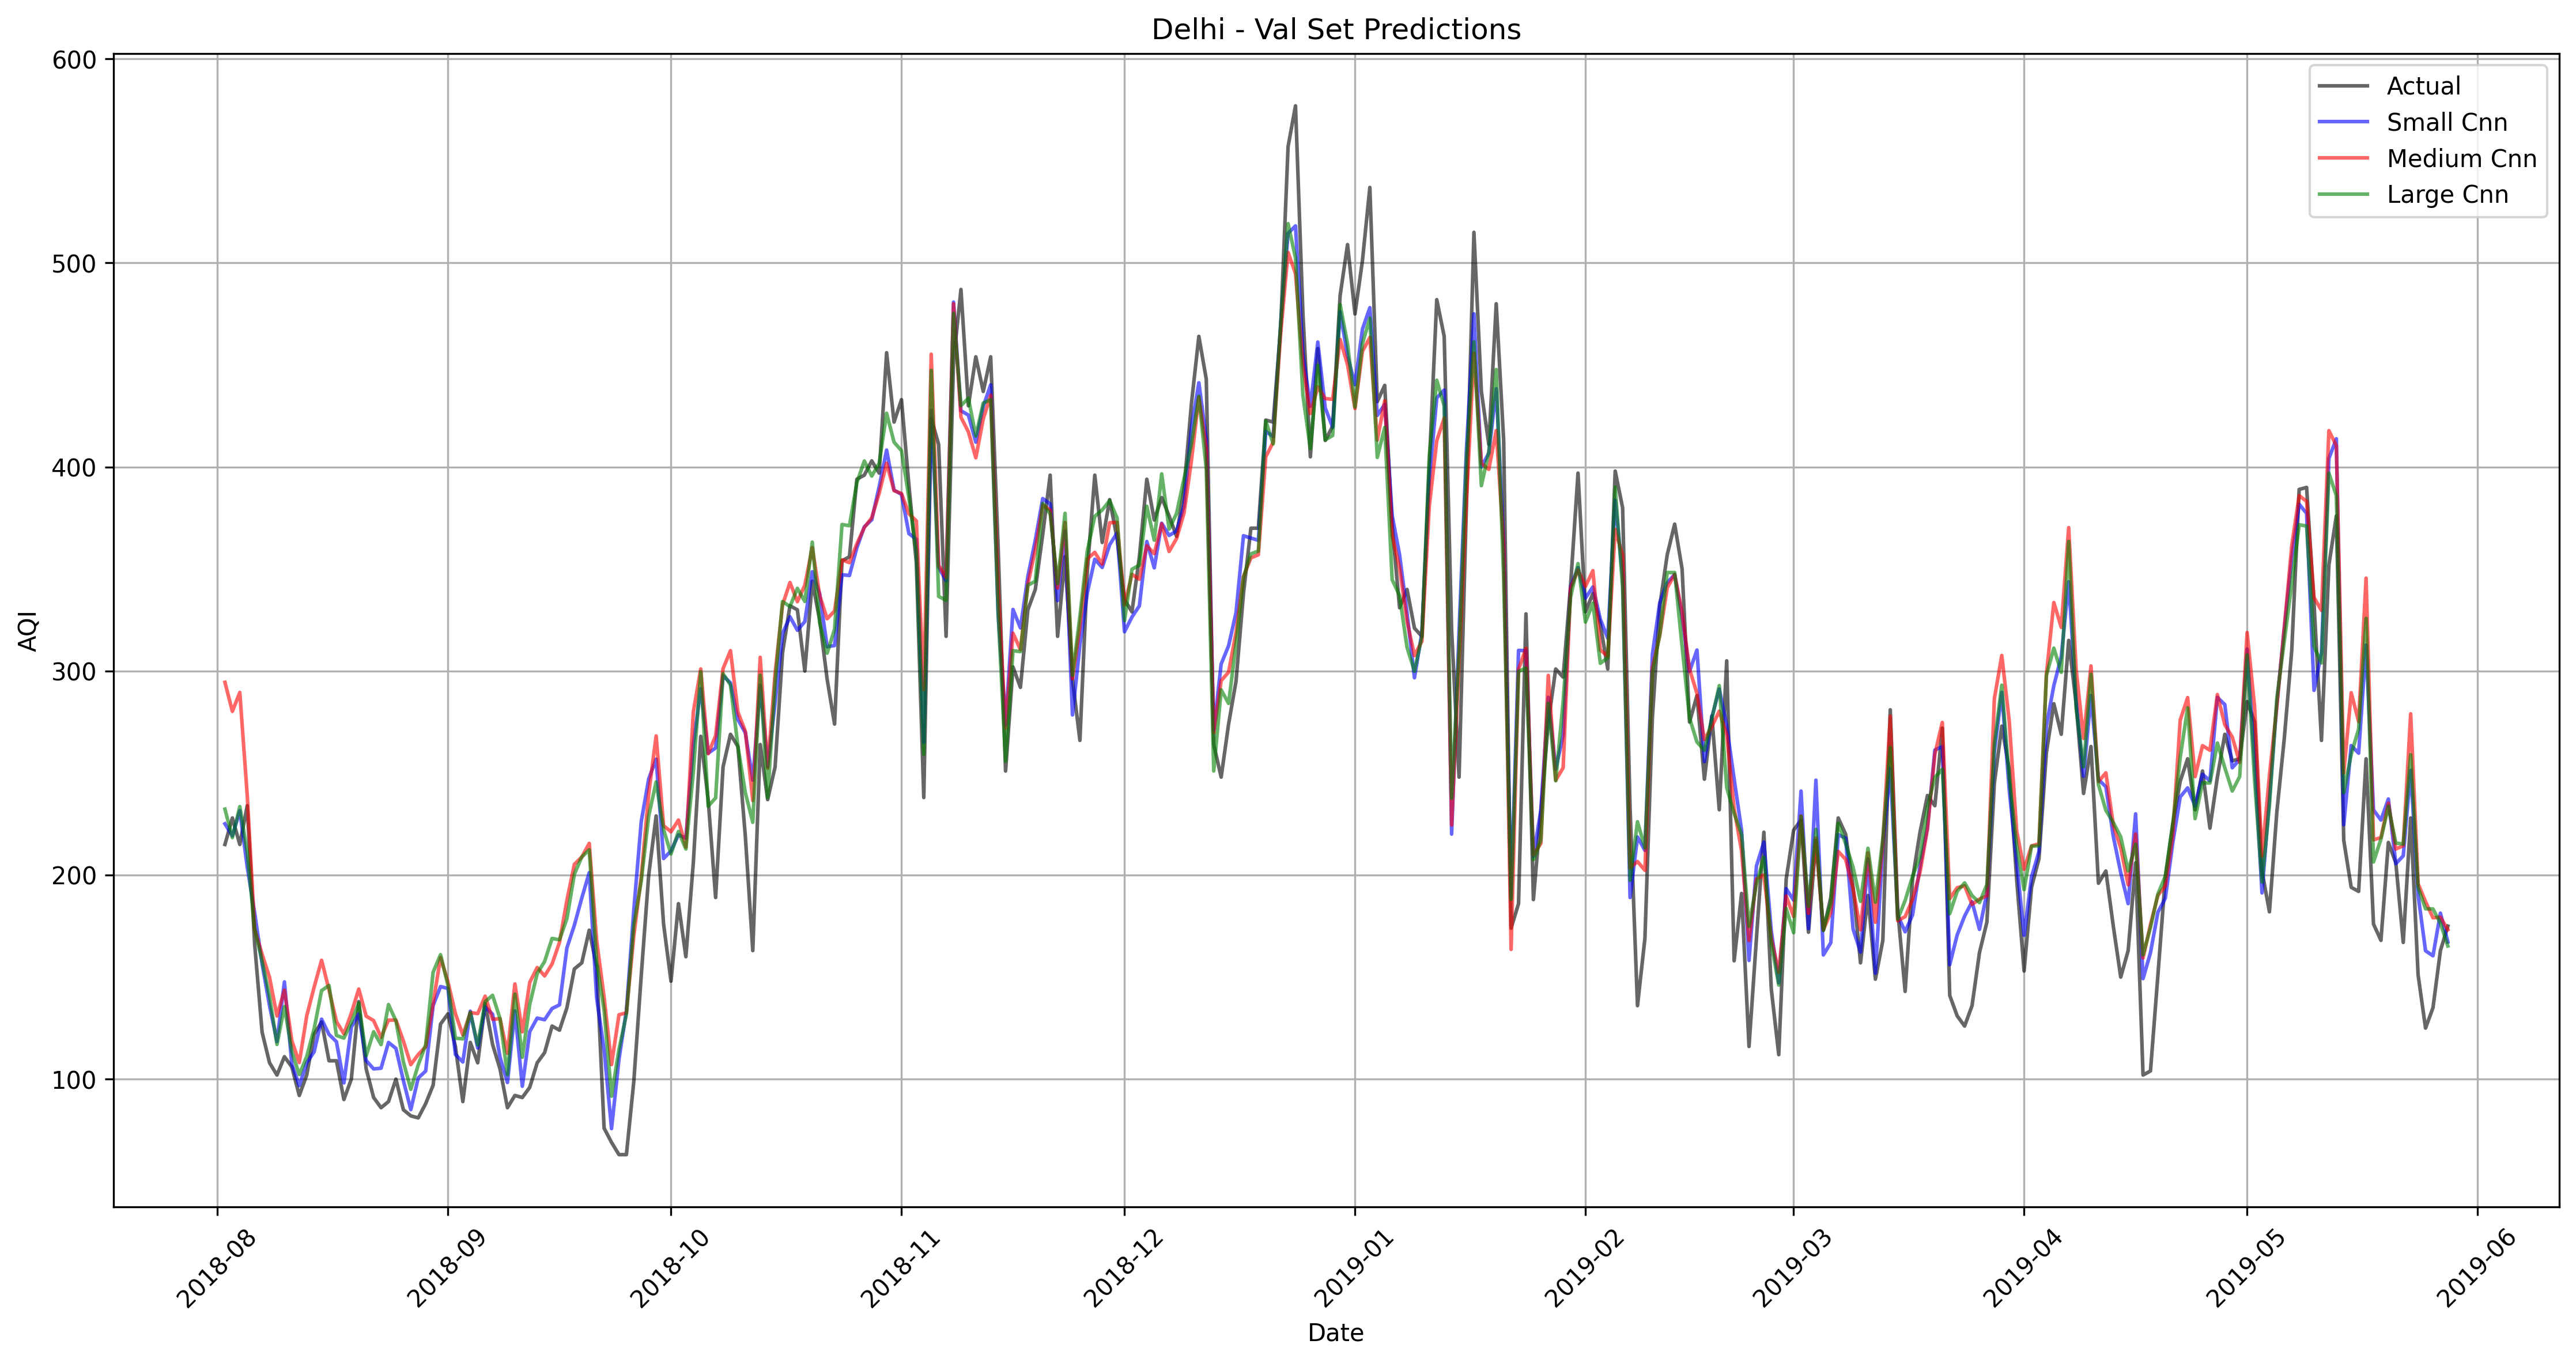 Delhi - Val Set Predictions
600
500
400
300
200
100
AQI
Actual
Small Cnn
Medium Cnn
Large Cnn
2018-08
2018-09
2018-10
2018-11
2018-12
2019-01
2019-02
2019-03
2019-04
2019-05
2019-06
Date